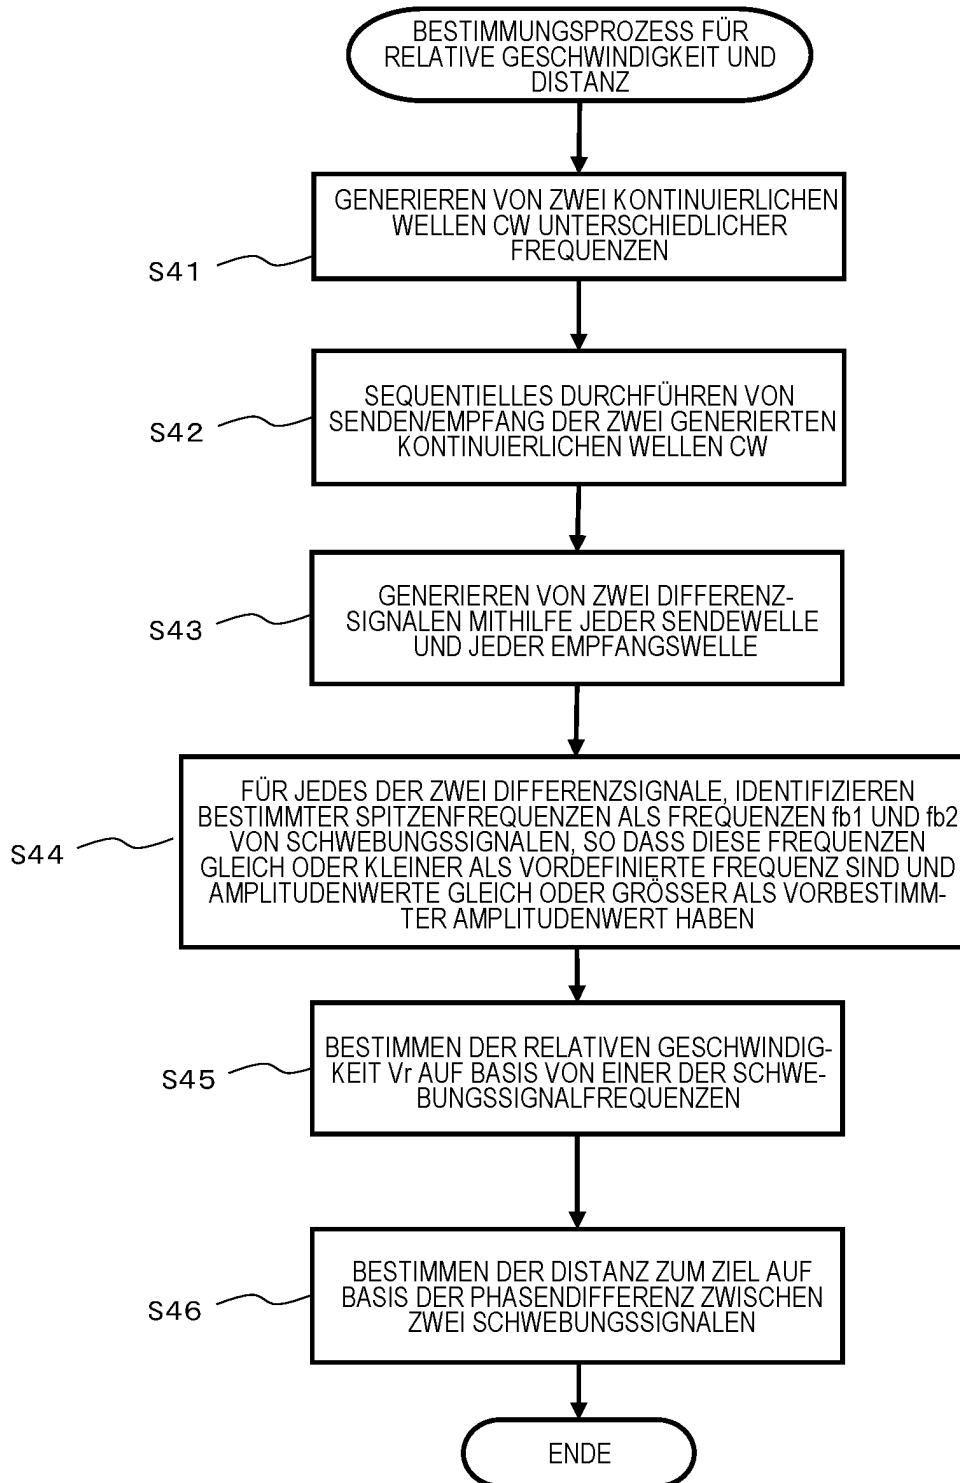 BESTIMMUNGSPROZESS FÜR
RELATIVE GESCHWINDIGKEIT UND
DISTANZ
GENERIEREN VON ZWEI KONTINUIERLICHEN
WELLEN CW UNTERSCHIEDLICHER
FREQUENZEN
S41
SEQUENTIELLES DURCHFÜHREN VON
SENDEN/EMPFANG DER ZWEI GENERIERTEN
KONTINUIERLICHEN WELLEN CW
S42
GENERIEREN VON ZWEI DIFFERENZ-
SIGNALEN MITHILFE JEDER SENDEWELLE
UND JEDER EMPFANGSWELLE
S43
FÜR JEDES DER ZWEI DIFFERENZSIGNALE, IDENTIFIZIEREN
BESTIMMTER SPITZENFREQUENZEN ALS FREQUENZEN fb1 UND fb2
VON SCHWEBUNGSSIGNALEN, SO DASS DIESE FREQUENZEN
GLEICH ODER KLEINER ALS VORDEFINIERTE FREQUENZ SIND UND
AMPLITUDENWERTE GLEICH ODER GRÖSSER ALS VORBESTIMM-
TER AMPLITUDENWERT HABEN
S44
BESTIMMEN DER RELATIVEN GESCHWINDIG-
KEIT Vr AUF BASIS VON EINER DER SCHWE-
BUNGSSIGNALFREQUENZEN
S45
BESTIMMEN DER DISTANZ ZUM ZIEL AUF
BASIS DER PHASENDIFFERENZ ZWISCHEN
ZWEI SCHWEBUNGSSIGNALEN
S46
ENDE